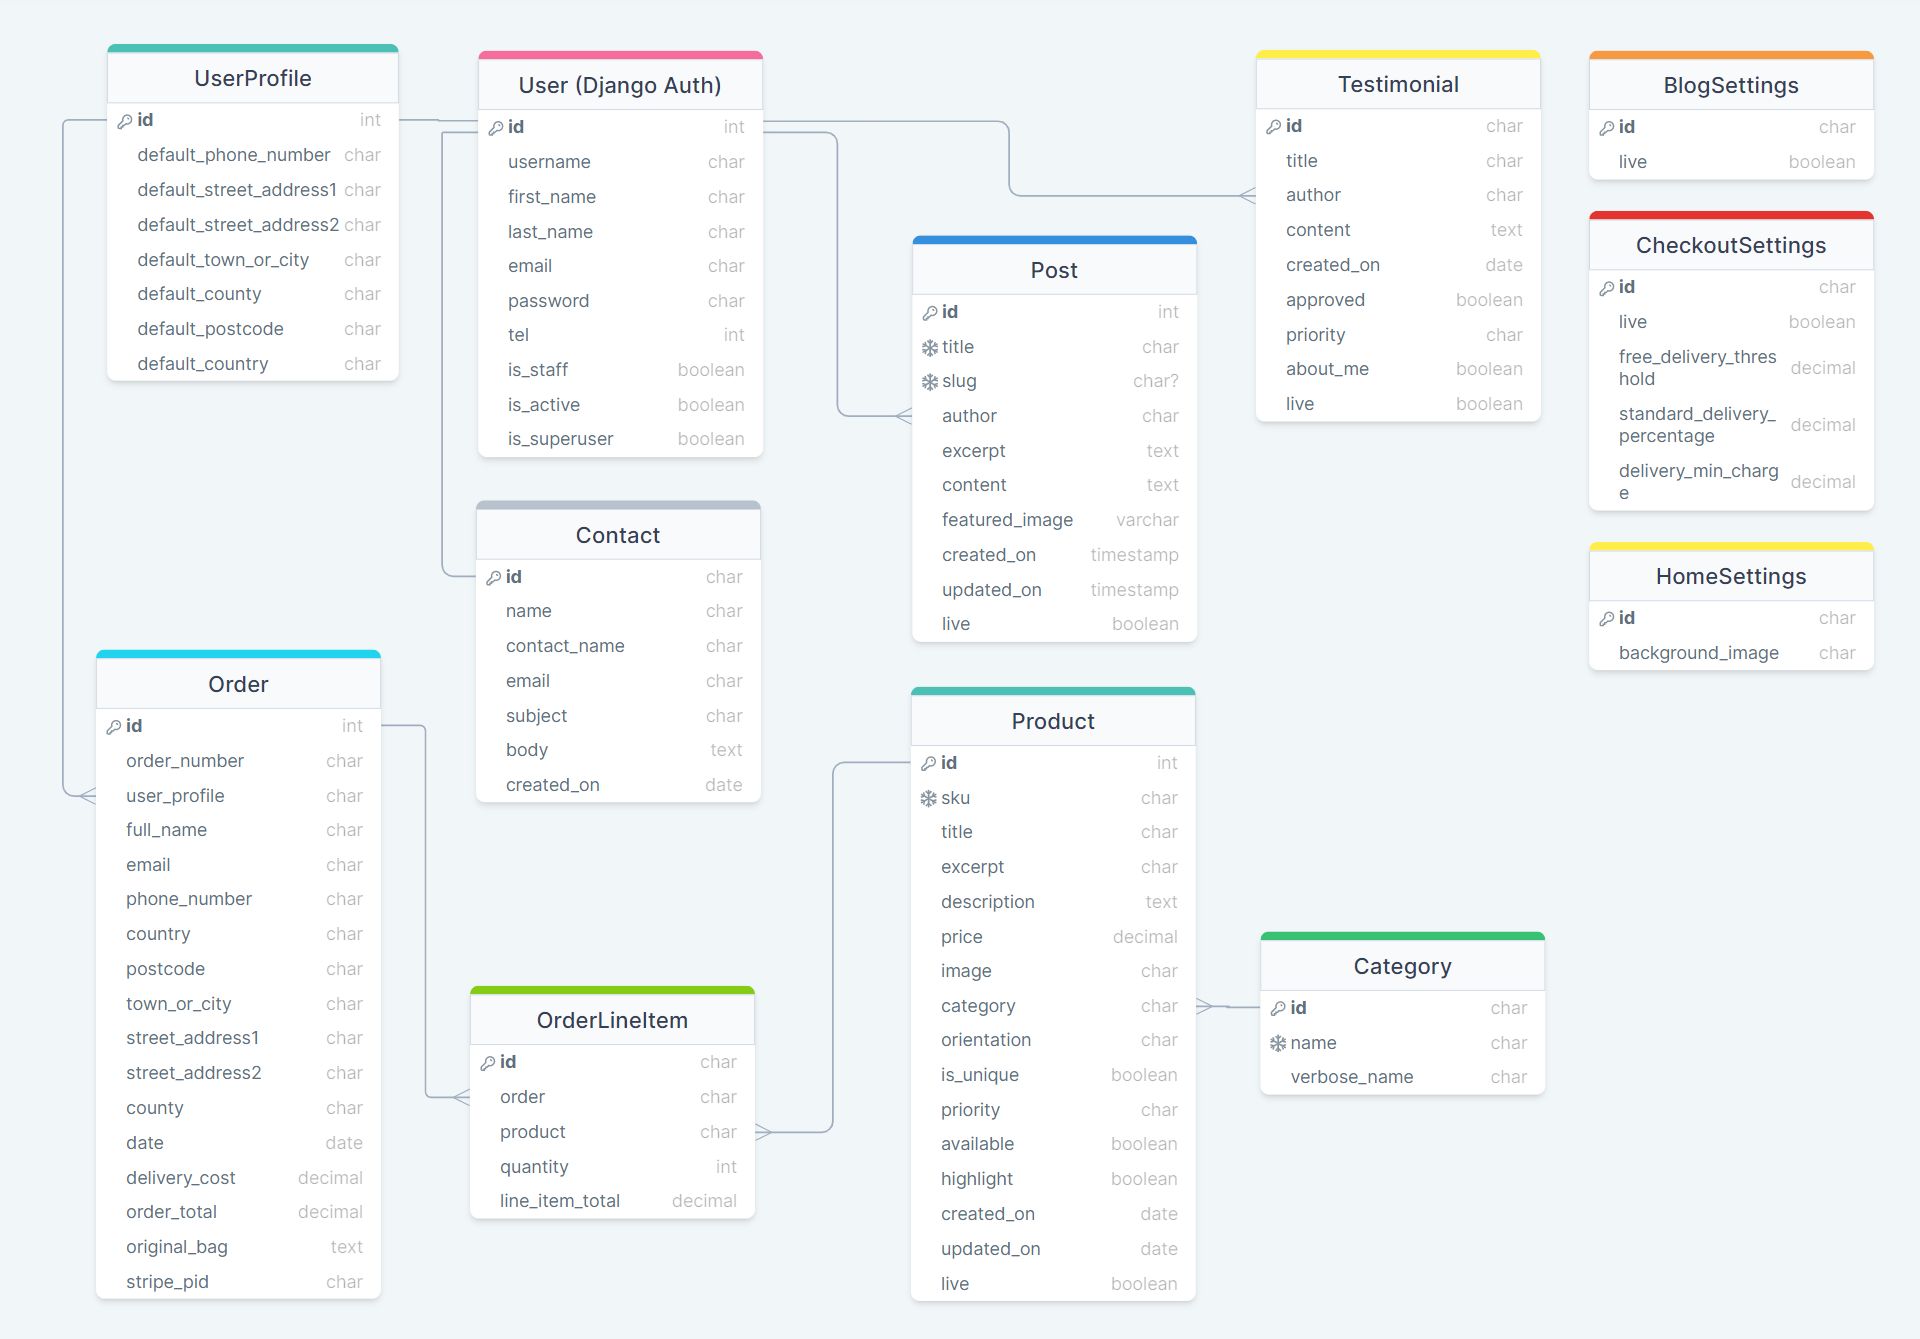 UserProfile
id int
default_phone_number char
default_street_address1 char
default_street_address2 char
default_town_or_city char
default_county char
default_postcode char
default_country char
User (Django Auth)
id int
username char
first_name char
last_name char
email char
password char
tel int
is_staff boolean
is_active boolean
is_superuser boolean
Testimonial
id char
title char
author char
content text
created_on date
approved boolean
priority char
about_me boolean
live boolean
BlogSettings
id char
live boolean
CheckoutSettings
id char
live boolean
free_delivery_thres
hold decimal
standard_delivery_
percentage decimal
delivery_min_charg
e decimal
HomeSettings
id char
background_image char
Post
id int
title char
slug char?
author char
excerpt text
content text
featured_image varchar
created_on timestamp
updated_on timestamp
live boolean
Contact
id char
name char
contact_name char
email char
subject char
body text
created_on date
Order
id int
order_number char
user_profile char
full_name char
email char
phone_number char
country char
postcode char
town_or_city char
street_address1 char
street_address2 char
county char
date date
delivery_cost decimal
order_total decimal
original_bag text
stripe_pid char
OrderLineItem
id char
order char
product char
quantity int
line_item_total decimal
Product
id int
sku char
title char
excerpt char
description text
price decimal
image char
category char
orientation char
is_unique boolean
priority char
available boolean
highlight boolean
created_on date
updated_on date
live boolean
Category
id char
name char
verbose_name char